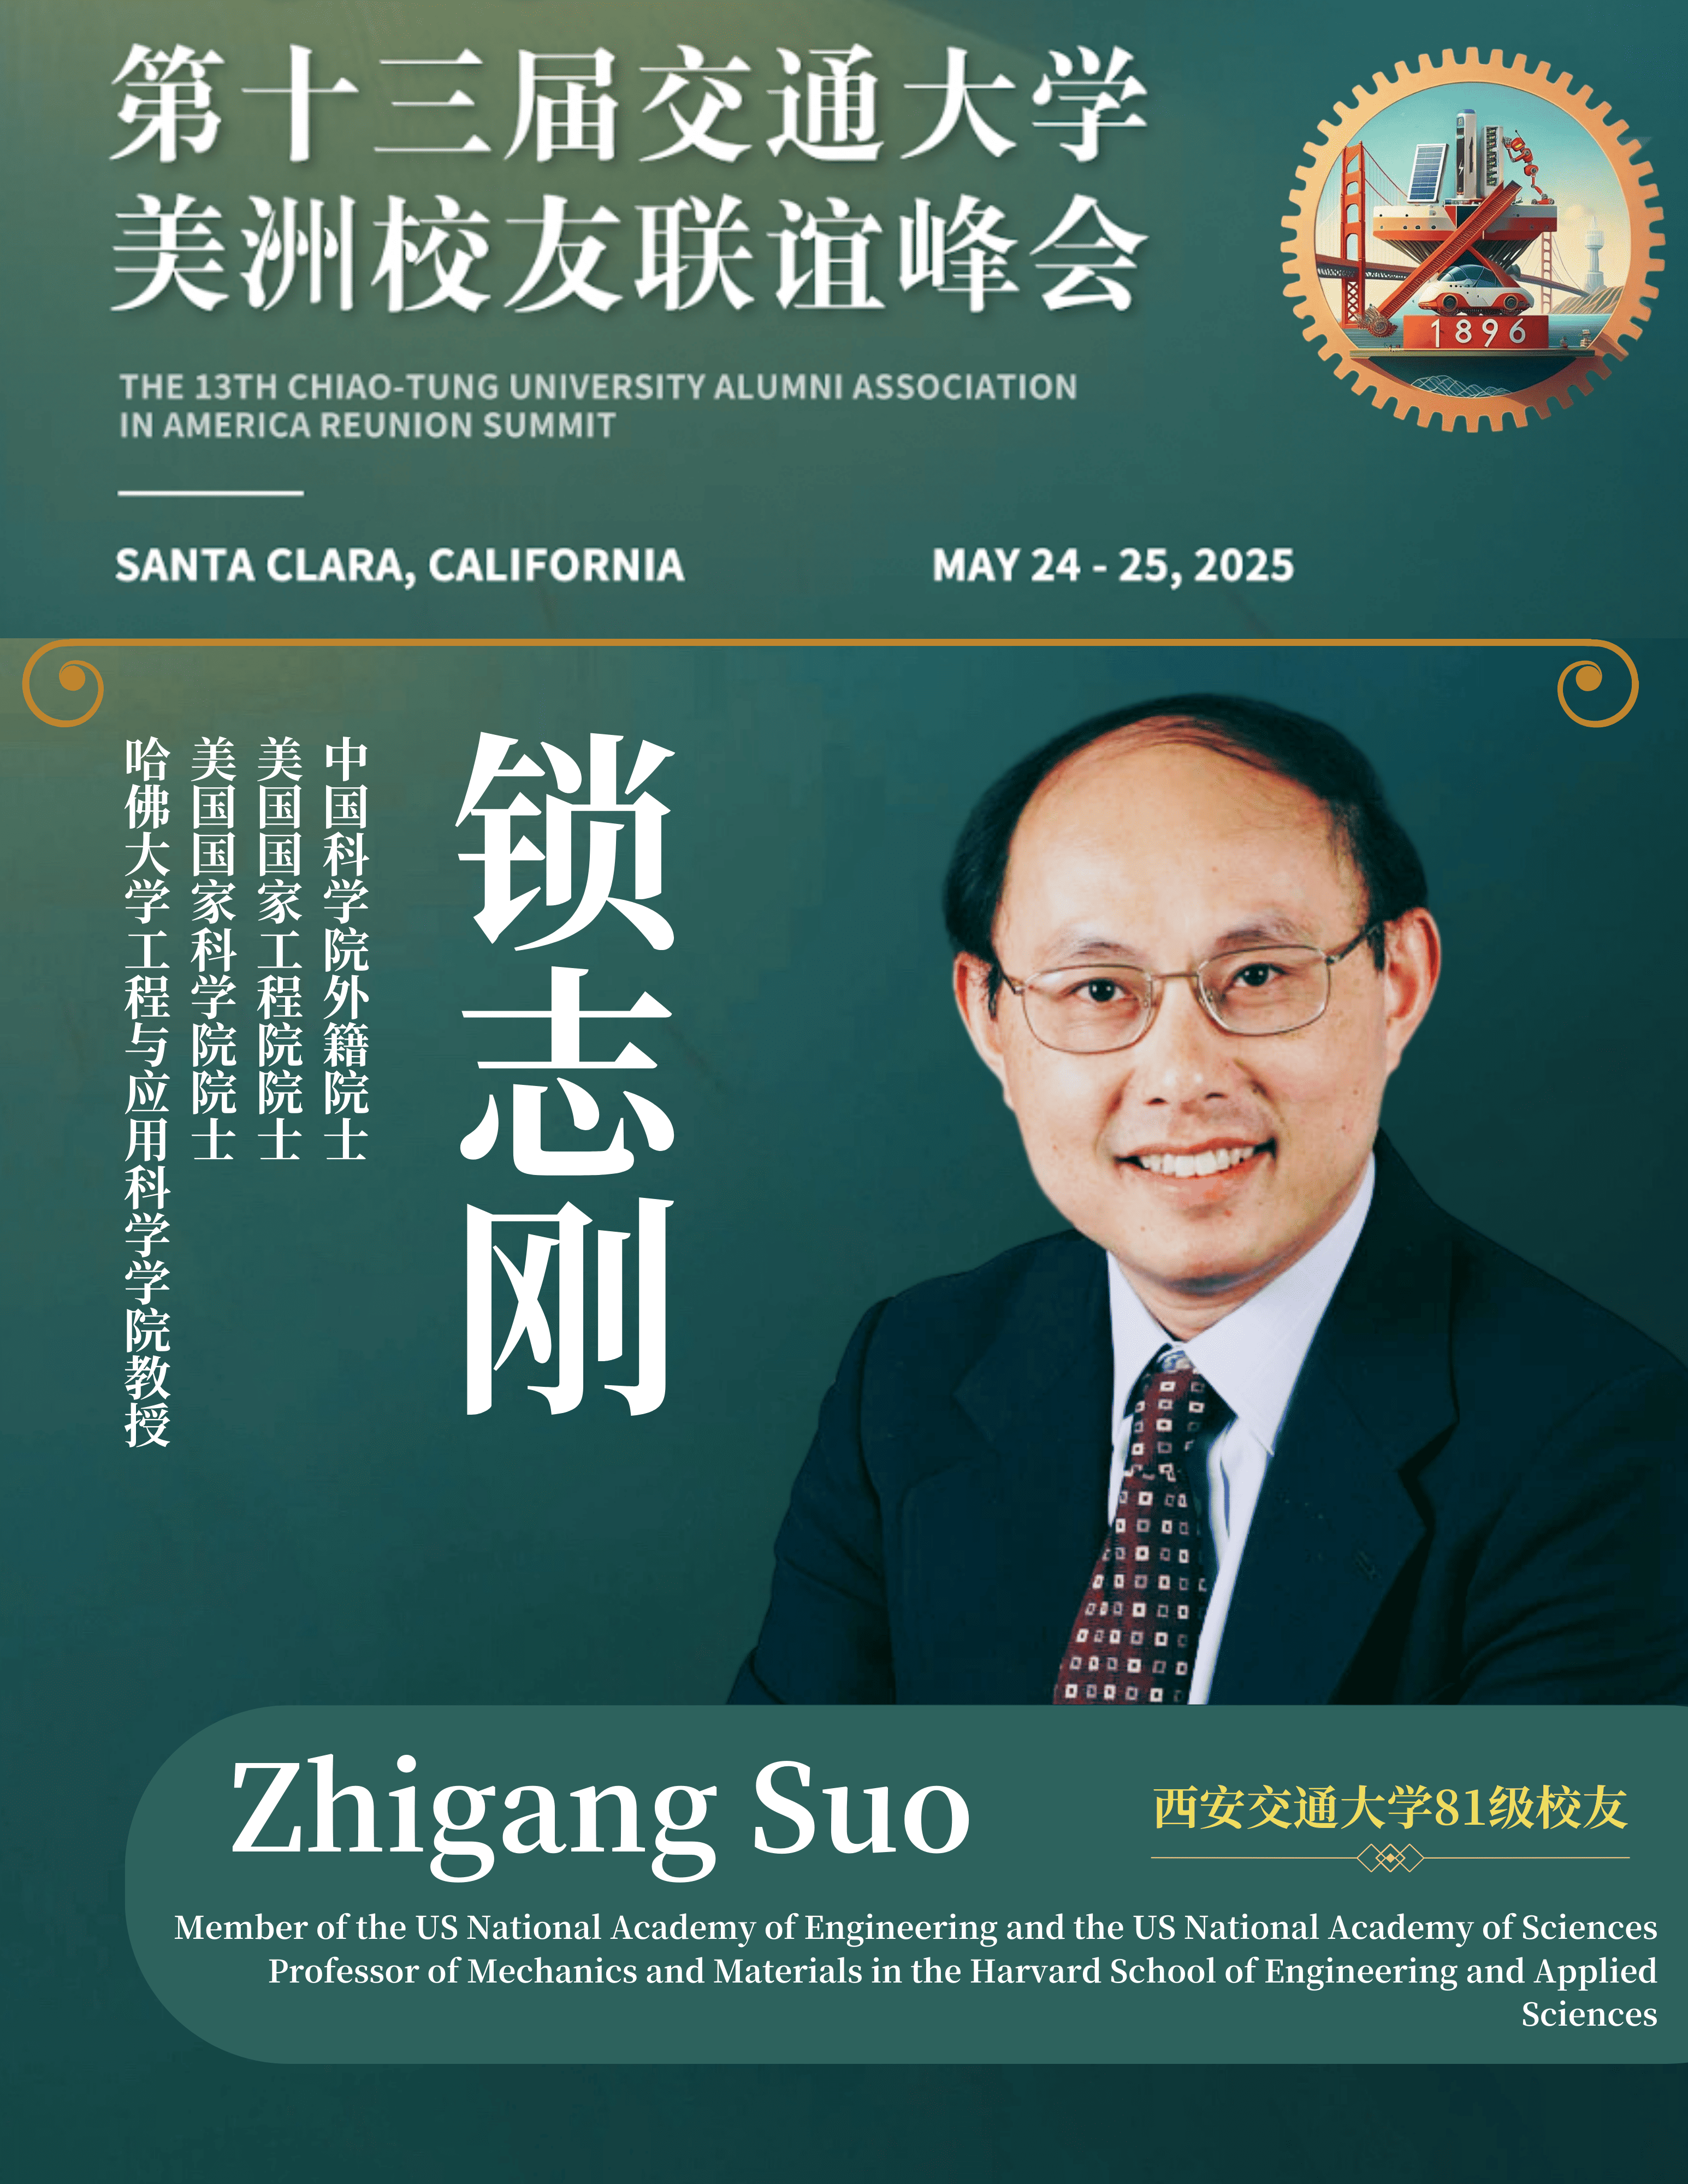 第十三届交通大学
美洲校友联谊峰会
THE 13TH CHIAO-TUNG UNIVERSITY ALUMNI ASSOCIATION
IN AMERICA REUNION SUMMIT
1896
SANTA CLARA, CALIFORNIA
MAY 24 - 25, 2025
锁志刚
中国科学院外籍院士
美国国家工程院院士
美国国家科学院院士
哈佛大学工程与应用科学学院教授
Zhigang Suo
西安交通大学81级校友
Member of the US National Academy of Engineering and the US National Academy of Sciences
Professor of Mechanics and Materials in the Harvard School of Engineering and Applied
Sciences